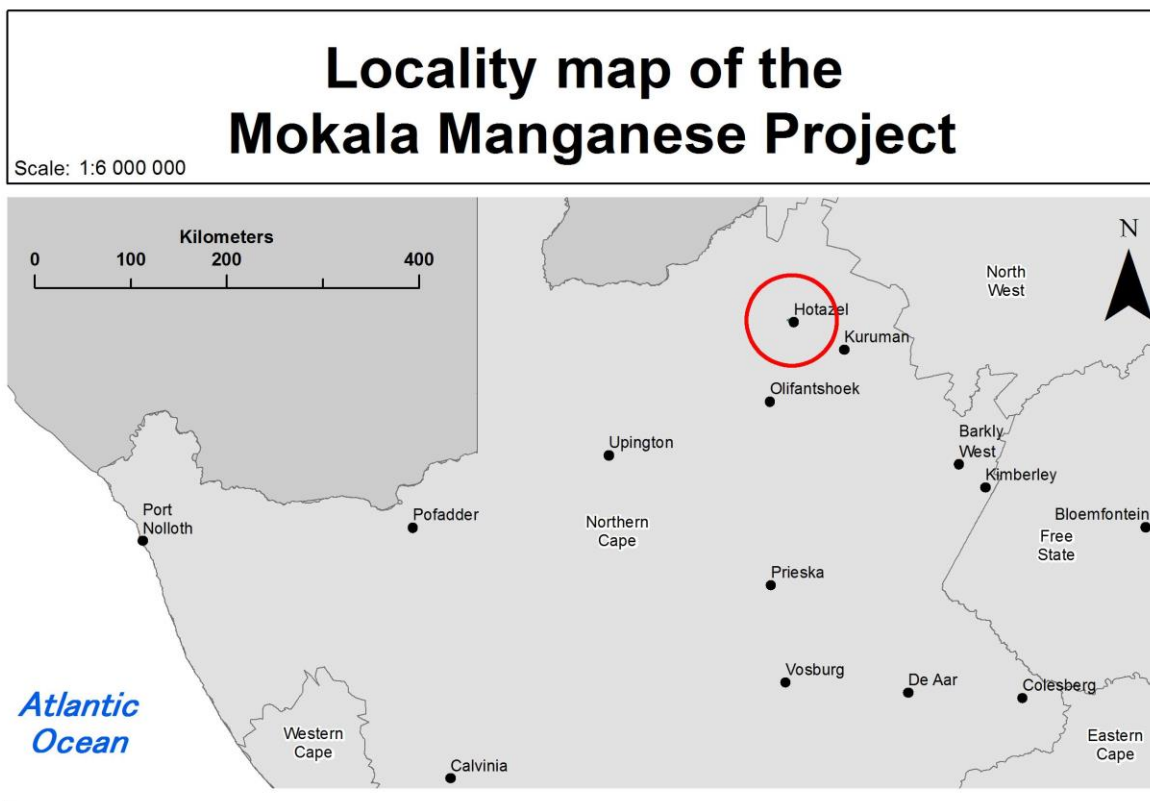 Locality map of the
Mokala Manganese Project
Scale: 1:6 000 000
Kilometers
0 100 200 400
N
North
West
Hotazel
Kuruman
Olifantshoek
Barkly
West
Upington
Kimberley
Port
Nolloth
Pofadder
Northern
Cape
Bloemfontein
Free
State
Prieska
Vosburg
De Aar
Colesberg
Atlantic
Ocean
Western
Cape
Eastern
Cape
Calvinia